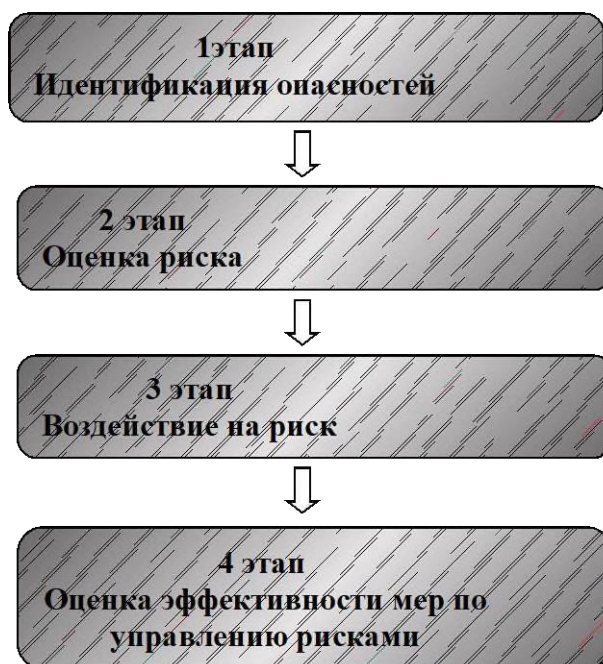 1этап
Идентификация опасностей
2 этап
Оценка риска
3 этап
Воздействие на риск
4 этап
Оценка эффективности мер по
управлению рисками